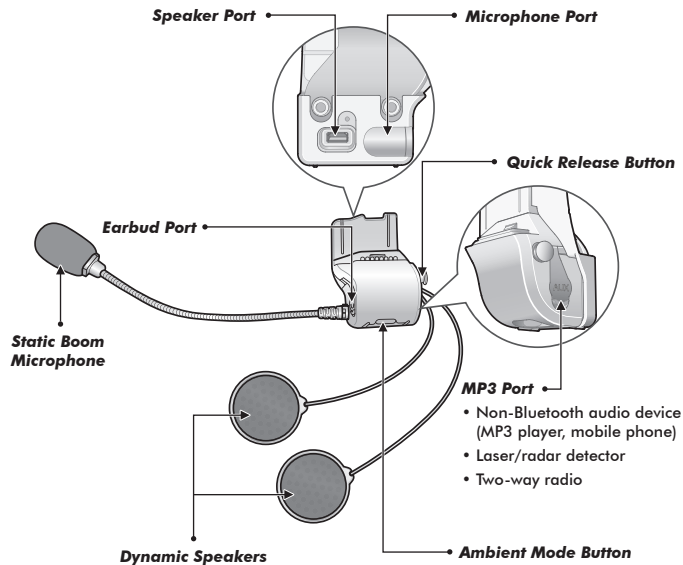 Speaker Port
Microphone Port
Quick Release Button
Earbud Port
AUX
Static Boom
Microphone
MP3 Port
• Non-Bluetooth audio device
(MP3 player, mobile phone)
• Laser/radar detector
• Two-way radio
Dynamic Speakers
Ambient Mode Button